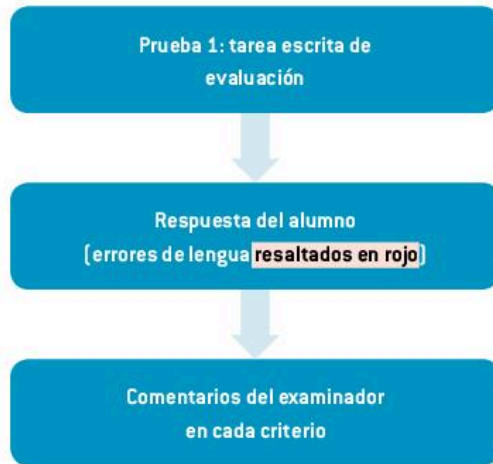 Prueba 1: tarea escrita de
evaluación
Respuesta del alumno
(errores de lengua resaltados en rojo)
Comentarios del examinador
en cada criterio